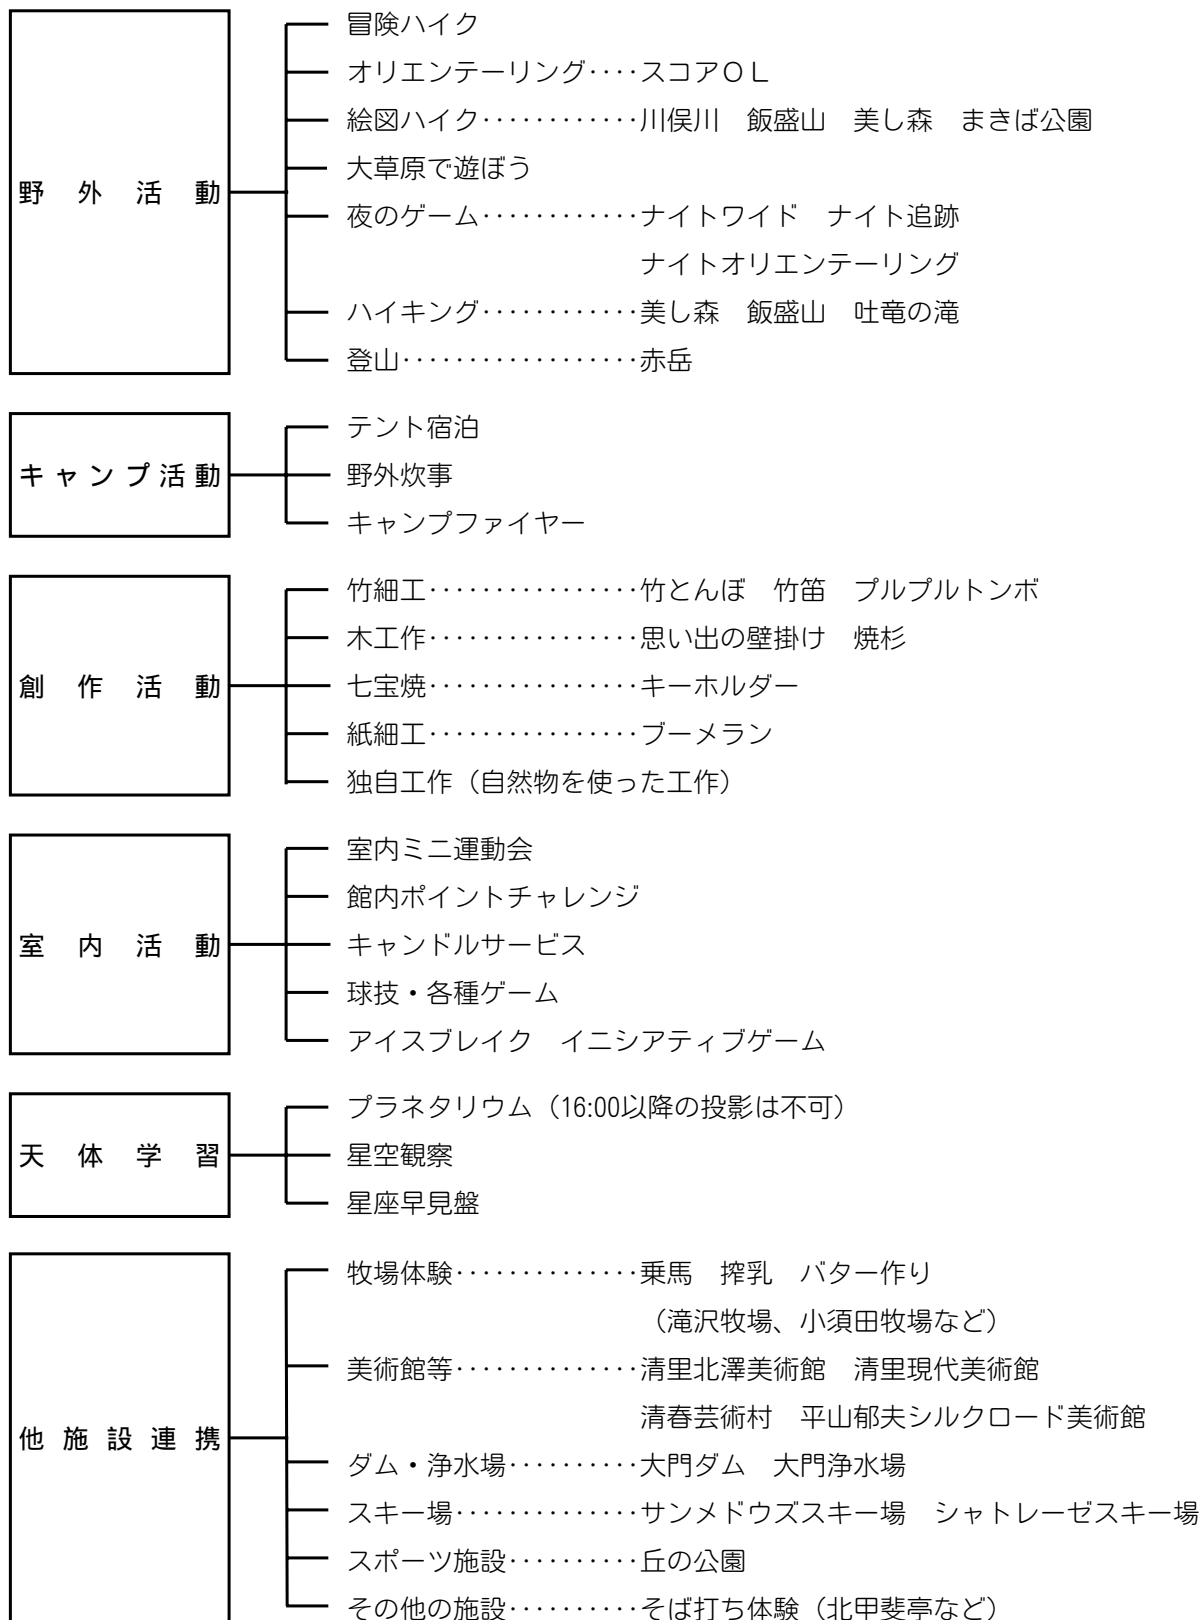 野外活動
冒険ハイク
オリエンテーリング････スコアＯＬ
絵図ハイク････････････川俣川　飯盛山　美し森　まきば公園
大草原で遊ぼう
夜のゲーム････････････ナイトワイド　ナイト追跡
ナイトオリエンテーリング
ハイキング････････････美し森　飯盛山　吐竜の滝
登山･･････････････････赤岳
キャンプ活動
テント宿泊
野外炊事
キャンプファイヤー
創作活動
竹細工････････････････竹とんぼ　竹笛　プルプルトンボ
木工作････････････････思い出の壁掛け　焼杉
七宝焼････････････････キーホルダー
紙細工････････････････ブーメラン
独自工作（自然物を使った工作）
室内活動
室内ミニ運動会
館内ポイントチャレンジ
キャンドルサービス
球技・各種ゲーム
アイスブレイク　イニシアティブゲーム
天体学習
プラネタリウム（16:00以降の投影は不可）
星空観察
星座早見盤
他施設連携
牧場体験･･････････････乗馬　搾乳　バター作り
（滝沢牧場、小須田牧場など）
美術館等･･････････････清里北澤美術館　清里現代美術館
清春芸術村　平山郁夫シルクロード美術館
ダム・浄水場･･････････大門ダム　大門浄水場
スキー場･･････････････サンメドウズスキー場　シャトレーゼスキー場
スポーツ施設･･････････丘の公園
その他の施設･･････････そば打ち体験（北甲斐亭など）